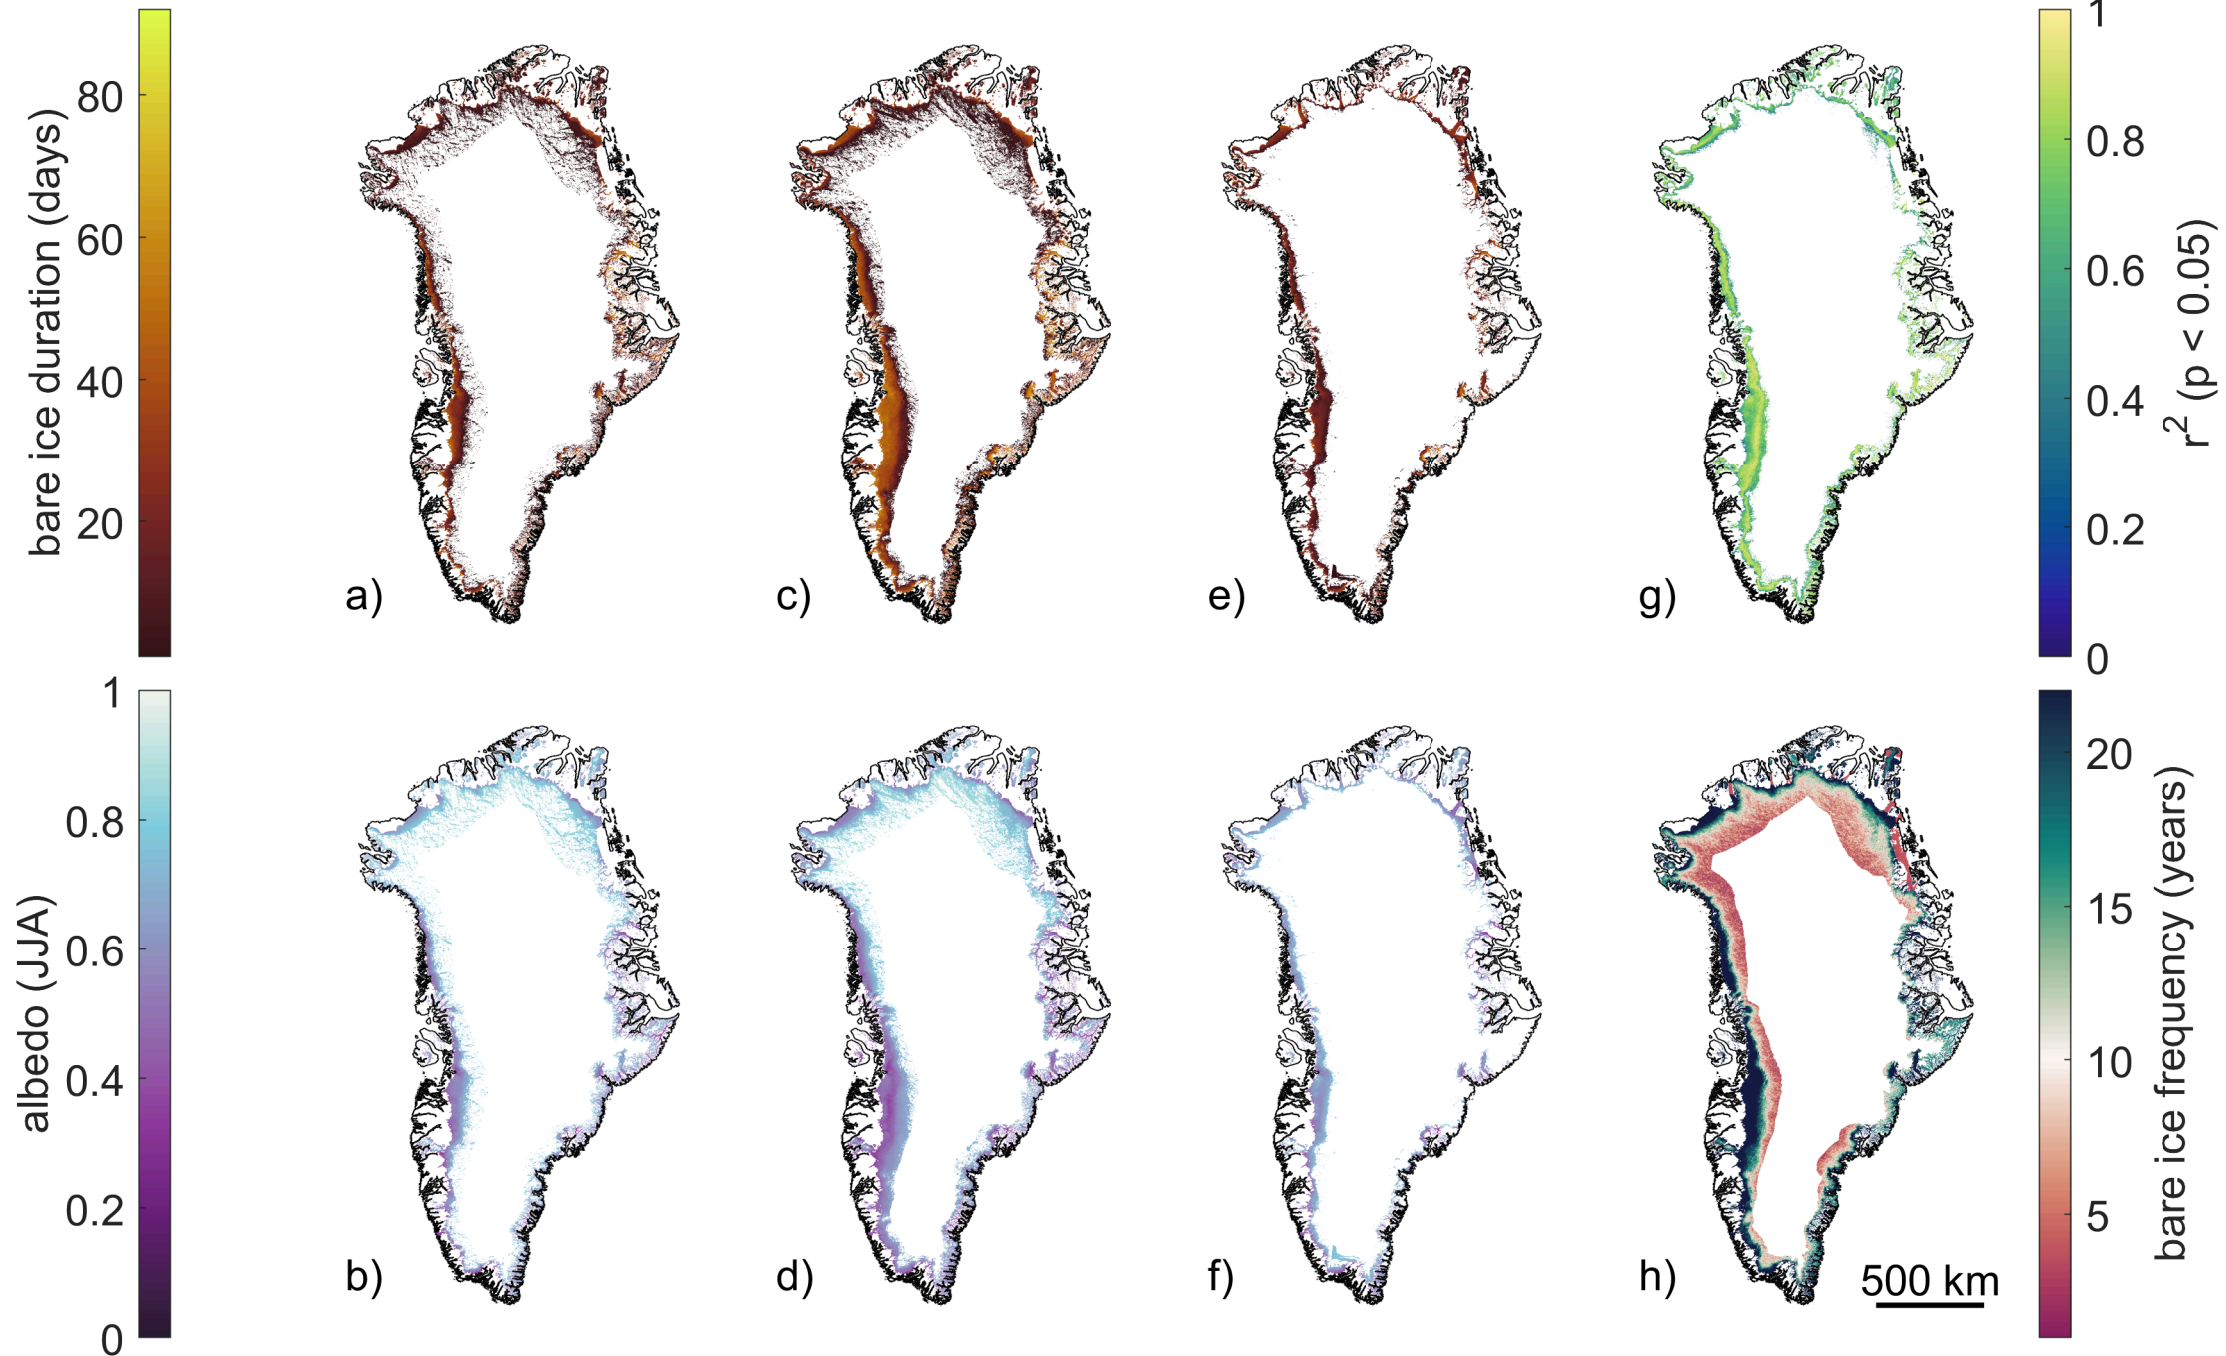 bare ice duration (days)
80
60
40
20
a)
c)
e)
g)
1
0.8
0.6
0.4
0.2
0
r² (p < 0.05)
albedo (JJA)
1
0.8
0.6
0.4
0.2
0
b)
d)
f)
h)
500 km
20
15
10
5
bare ice frequency (years)